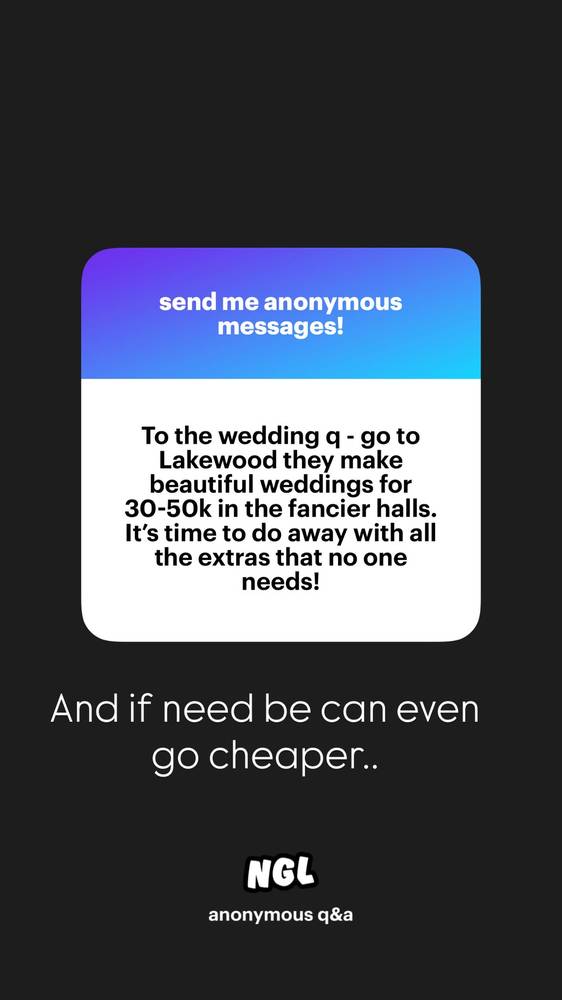 send me anonymous
messages!
To the wedding q - go to
Lakewood they make
beautiful weddings for
30-50k in the fancier halls.
It’s time to do away with all
the extras that no one
needs!
And if need be can even
go cheaper..
NGL
anonymous q&a